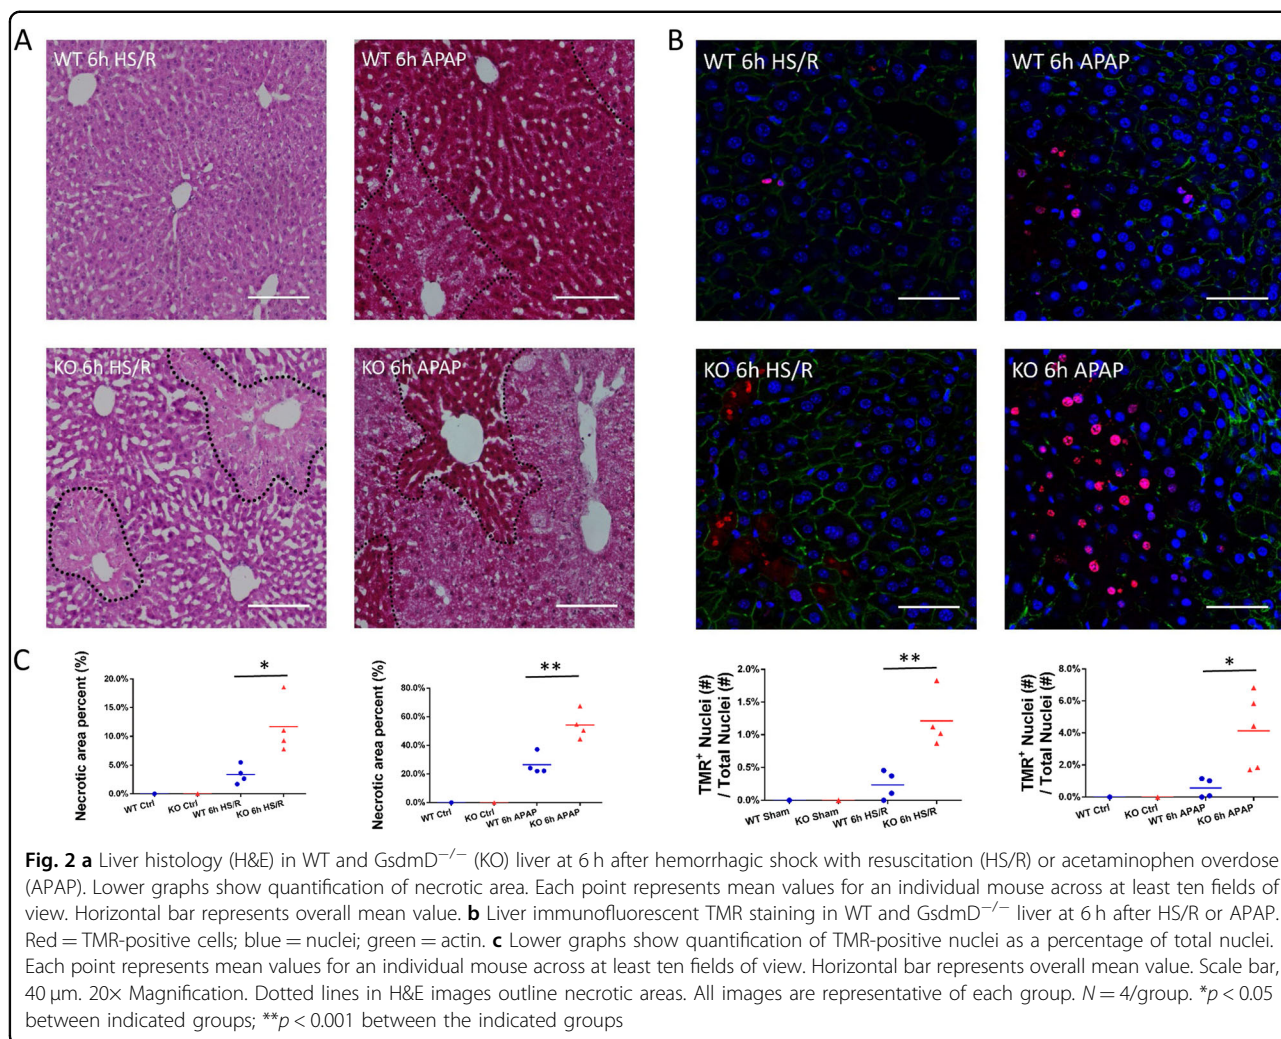 A
WT 6h HS/R
WT 6h APAP
B
WT 6h HS/R
WT 6h APAP
KO 6h HS/R
KO 6h APAP
KO 6h HS/R
KO 6h APAP
C
Necrotic area percent (%)
20.0%
15.0%
10.0%
5.0%
0.0%
*
WT Ctrl
KO Ctrl
WT 6h HS/R
KO 6h HS/R
Necrotic area percent (%)
80.0%
60.0%
40.0%
20.0%
0.0%
**
WT Ctrl
KO Ctrl
WT 6h APAP
KO 6h APAP
TMR⁺ Nuclei (#)
/ Total Nuclei (#)
2.0%
1.5%
1.0%
0.5%
0.0%
**
WT Sham
KO Sham
WT 6h HS/R
KO 6h HS/R
TMR⁺ Nuclei (#)
/ Total Nuclei (#)
8.0%
6.0%
4.0%
2.0%
0.0%
*
WT Ctrl
KO Ctrl
WT 6h APAP
KO 6h APAP
Fig. 2 a Liver histology (H&E) in WT and GsdmD⁻/⁻ (KO) liver at 6 h after hemorrhagic shock with resuscitation (HS/R) or acetaminophen overdose
(APAP). Lower graphs show quantification of necrotic area. Each point represents mean values for an individual mouse across at least ten fields of
view. Horizontal bar represents overall mean value. b Liver immunofluorescent TMR staining in WT and GsdmD⁻/⁻ liver at 6 h after HS/R or APAP.
Red = TMR-positive cells; blue = nuclei; green = actin. c Lower graphs show quantification of TMR-positive nuclei as a percentage of total nuclei.
Each point represents mean values for an individual mouse across at least ten fields of view. Horizontal bar represents overall mean value. Scale bar,
40 μm. 20× Magnification. Dotted lines in H&E images outline necrotic areas. All images are representative of each group. N = 4/group. *p < 0.05
between indicated groups; **p < 0.001 between the indicated groups